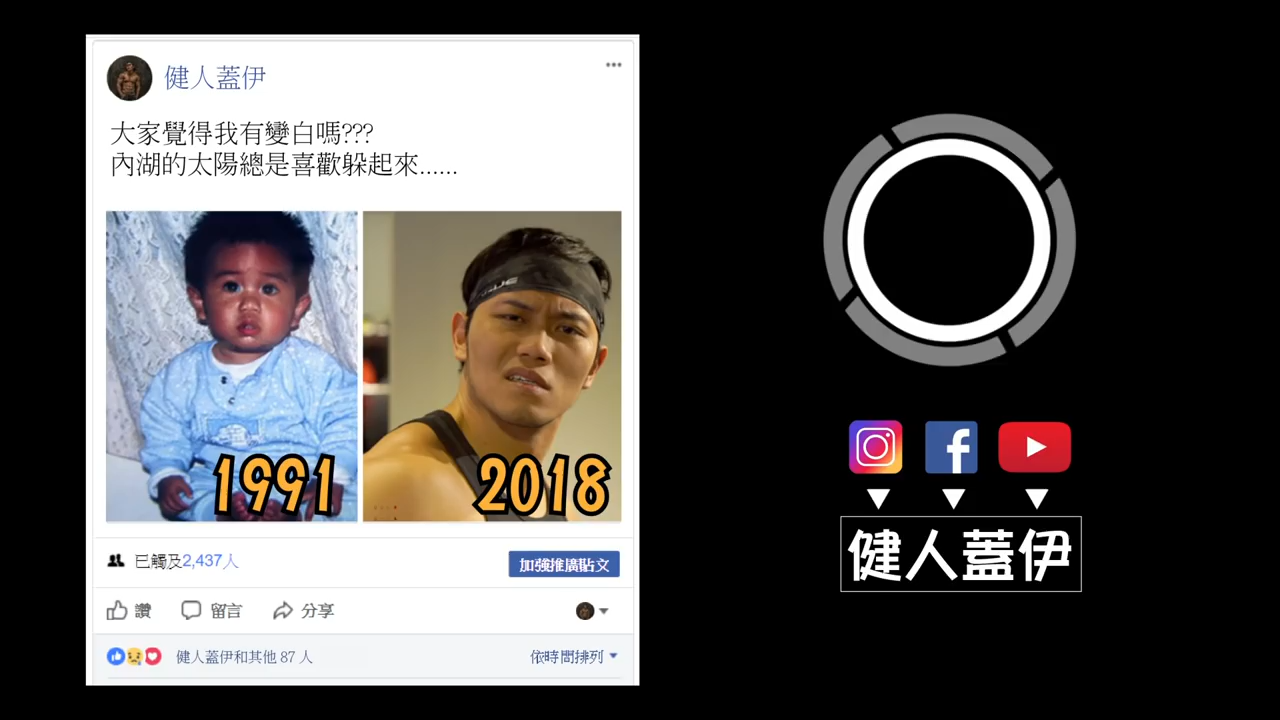 健人蓋伊
大家覺得我有變白嗎???
內湖的太陽總是喜歡躲起來......
1991
2018
已觸及2,437人
加強推廣貼文
讚
留言
分享
健人蓋伊和其他 87 人
依時間排列
健人蓋伊